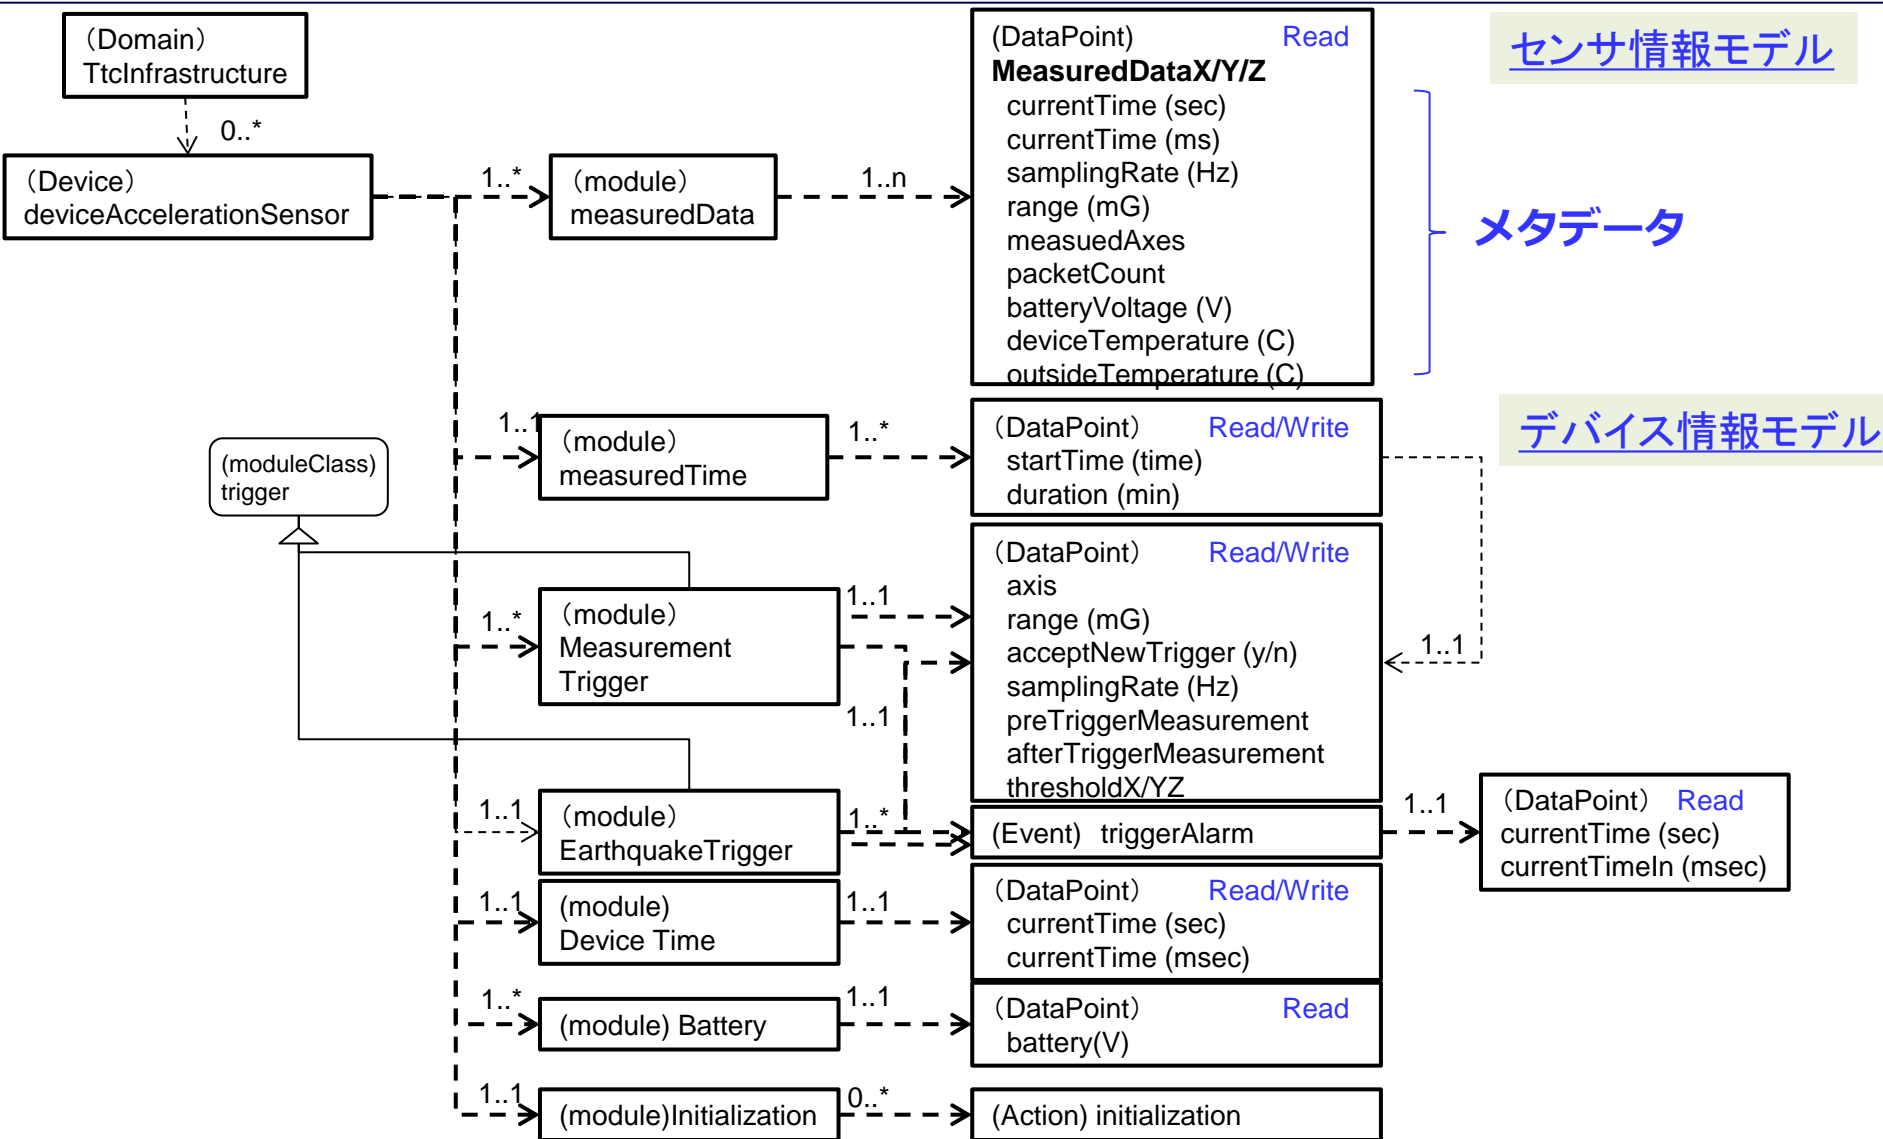 （Domain）
TtcInfrastructure
0..*
（Device）
deviceAccelerationSensor
1..*
（module）
measuredData
1..n
(DataPoint) Read
MeasuredDataX/Y/Z
currentTime (sec)
currentTime (ms)
samplingRate (Hz)
range (mG)
measuedAxes
packetCount
batteryVoltage (V)
deviceTemperature (C)
outsideTemperature (C)
センサ情報モデル
メタデータ
デバイス情報モデル
1..1
（module）
measuredTime
1..*
（DataPoint） Read/Write
startTime (time)
duration (min)
(moduleClass)
trigger
1..*
（module）
Measurement
Trigger
1..1
1..1
（DataPoint） Read/Write
axis
range (mG)
acceptNewTrigger (y/n)
samplingRate (Hz)
preTriggerMeasurement
afterTriggerMeasurement
thresholdX/YZ
1..1
1..1
（module）
EarthquakeTrigger
1..*
(Event) triggerAlarm
1..1
（DataPoint） Read
currentTime (sec)
currentTimeIn (msec)
1..1
(module)
Device Time
1..1
（DataPoint） Read/Write
currentTime (sec)
currentTime (msec)
1..*
(module) Battery
1..1
（DataPoint） Read
battery(V)
1..1
(module)Initialization
0..*
(Action) initialization